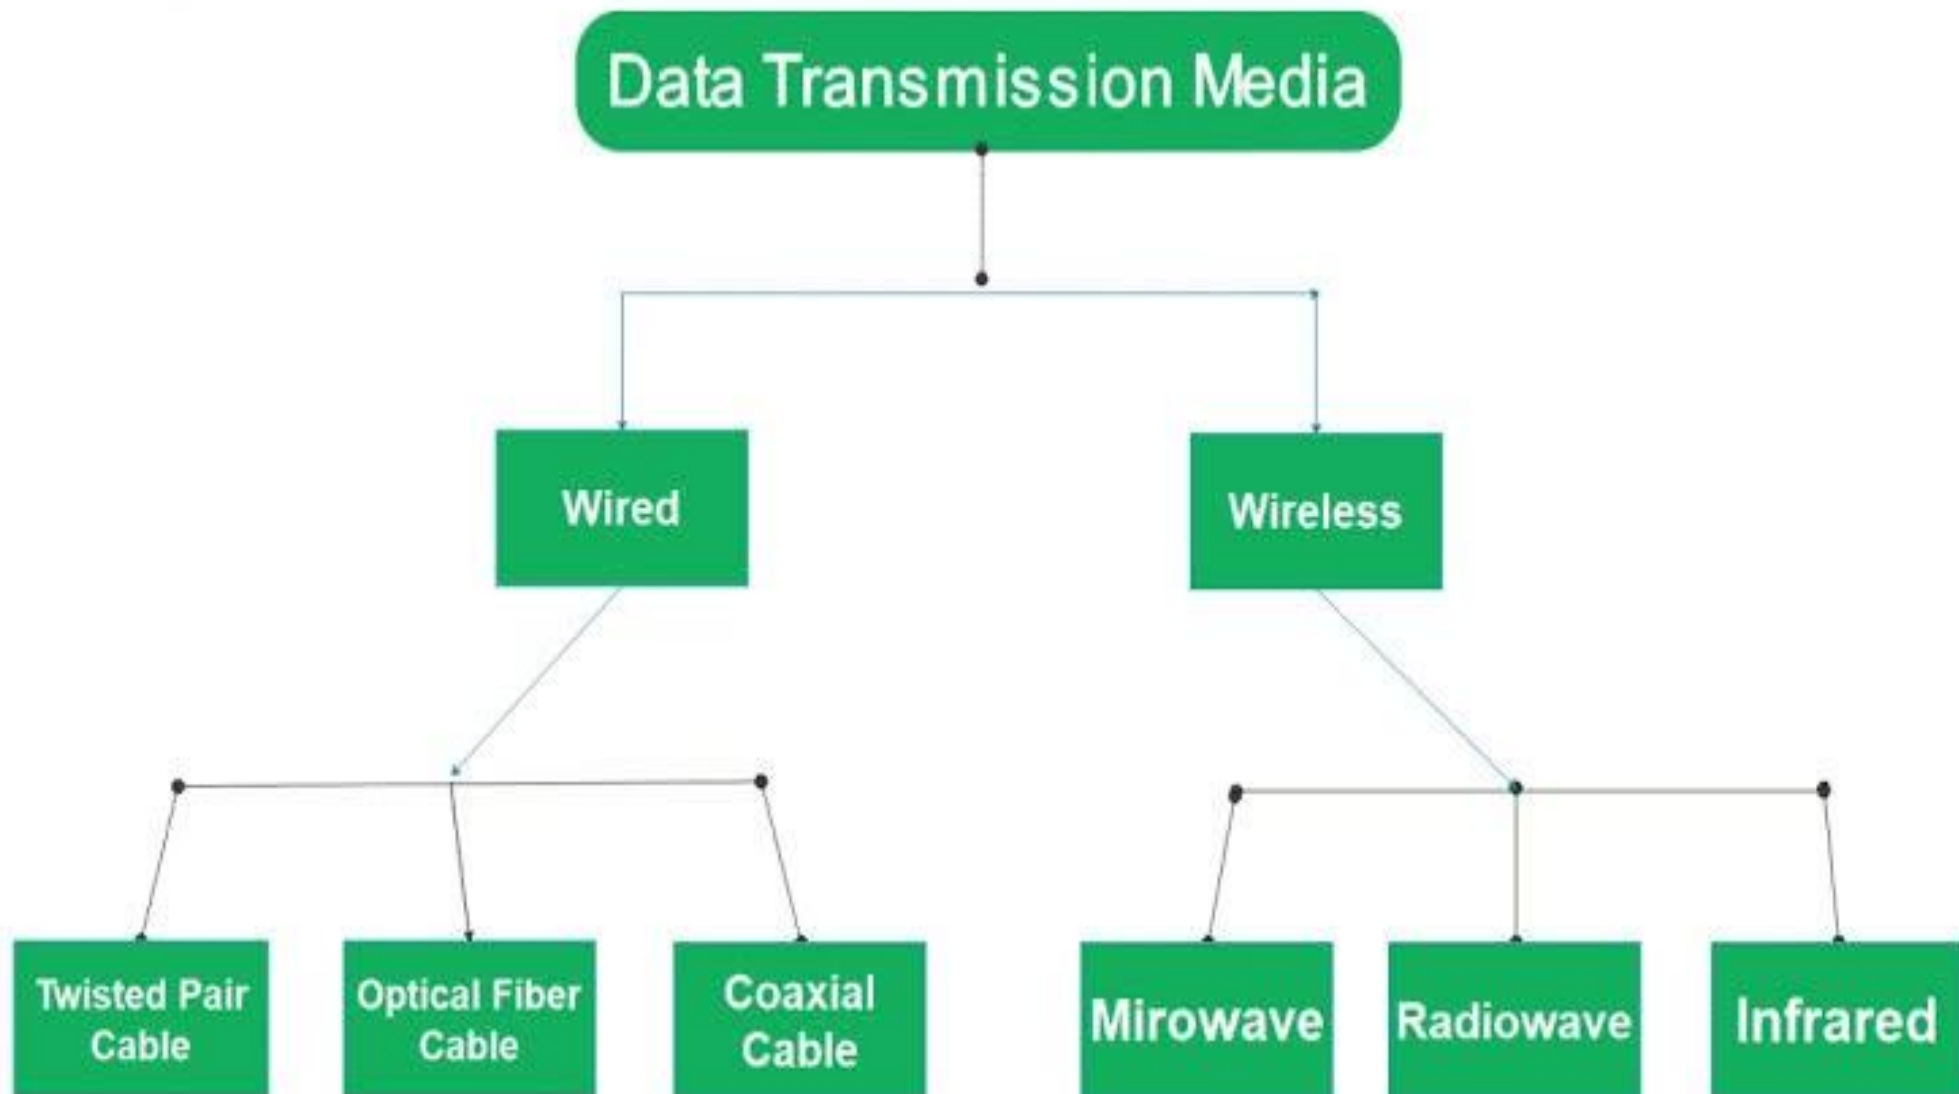 Data Transmission Media
Wired
Wireless
Twisted Pair
Cable
Optical Fiber
Cable
Coaxial
Cable
Mirowave
Radiowave
Infrared